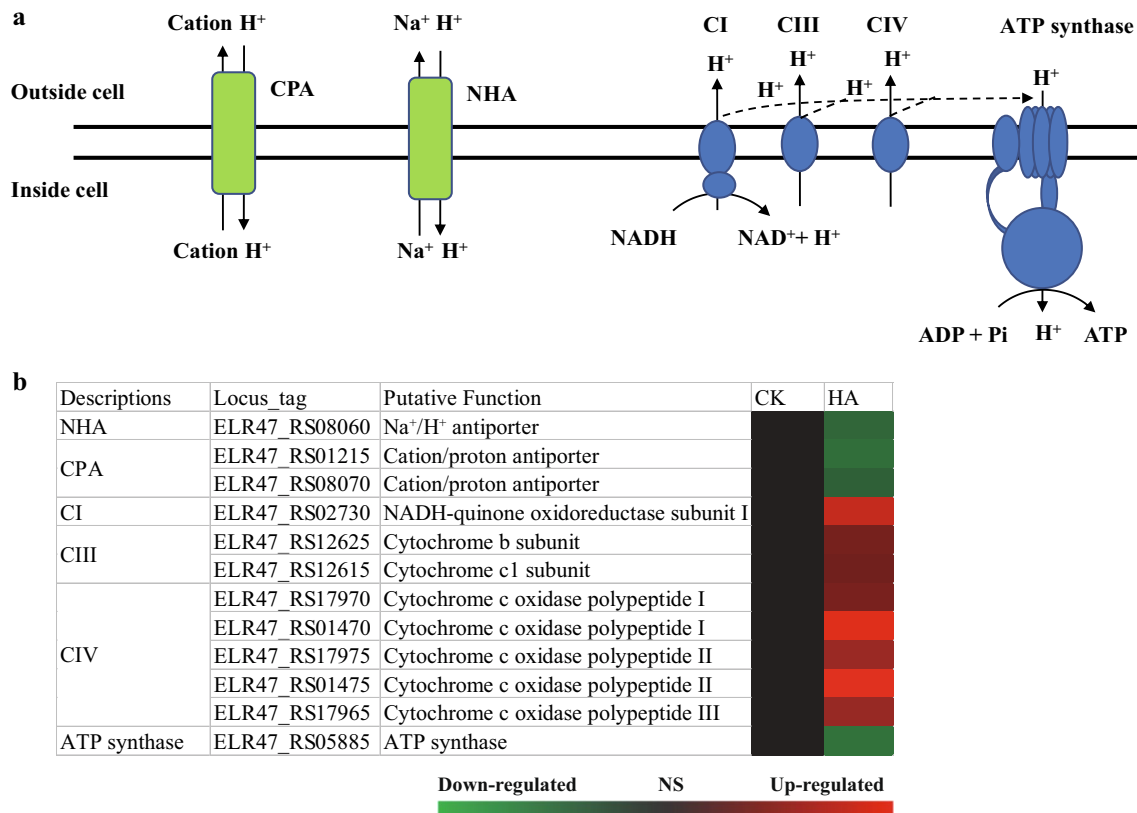 a
Cation H⁺
Na⁺ H⁺
CI
CIII
CIV
ATP synthase
H⁺
H⁺
H⁺
H⁺
Outside cell
CPA
NHA
H⁺
H⁺
Inside cell
Cation H⁺
Na⁺ H⁺
NADH
NAD⁺+ H⁺
ADP + Pi
H⁺
ATP
b
Descriptions Locus_tag Putative Function CK HA
NHA ELR47_RS08060 Na⁺/H⁺ antiporter
CPA ELR47_RS01215 Cation/proton antiporter
ELR47_RS08070 Cation/proton antiporter
CI ELR47_RS02730 NADH-quinone oxidoreductase subunit I
CIII ELR47_RS12625 Cytochrome b subunit
ELR47_RS12615 Cytochrome c1 subunit
CIV ELR47_RS17970 Cytochrome c oxidase polypeptide I
ELR47_RS01470 Cytochrome c oxidase polypeptide I
ELR47_RS17975 Cytochrome c oxidase polypeptide II
ELR47_RS01475 Cytochrome c oxidase polypeptide II
ELR47_RS17965 Cytochrome c oxidase polypeptide III
ATP synthase ELR47_RS05885 ATP synthase
Down-regulated NS Up-regulated